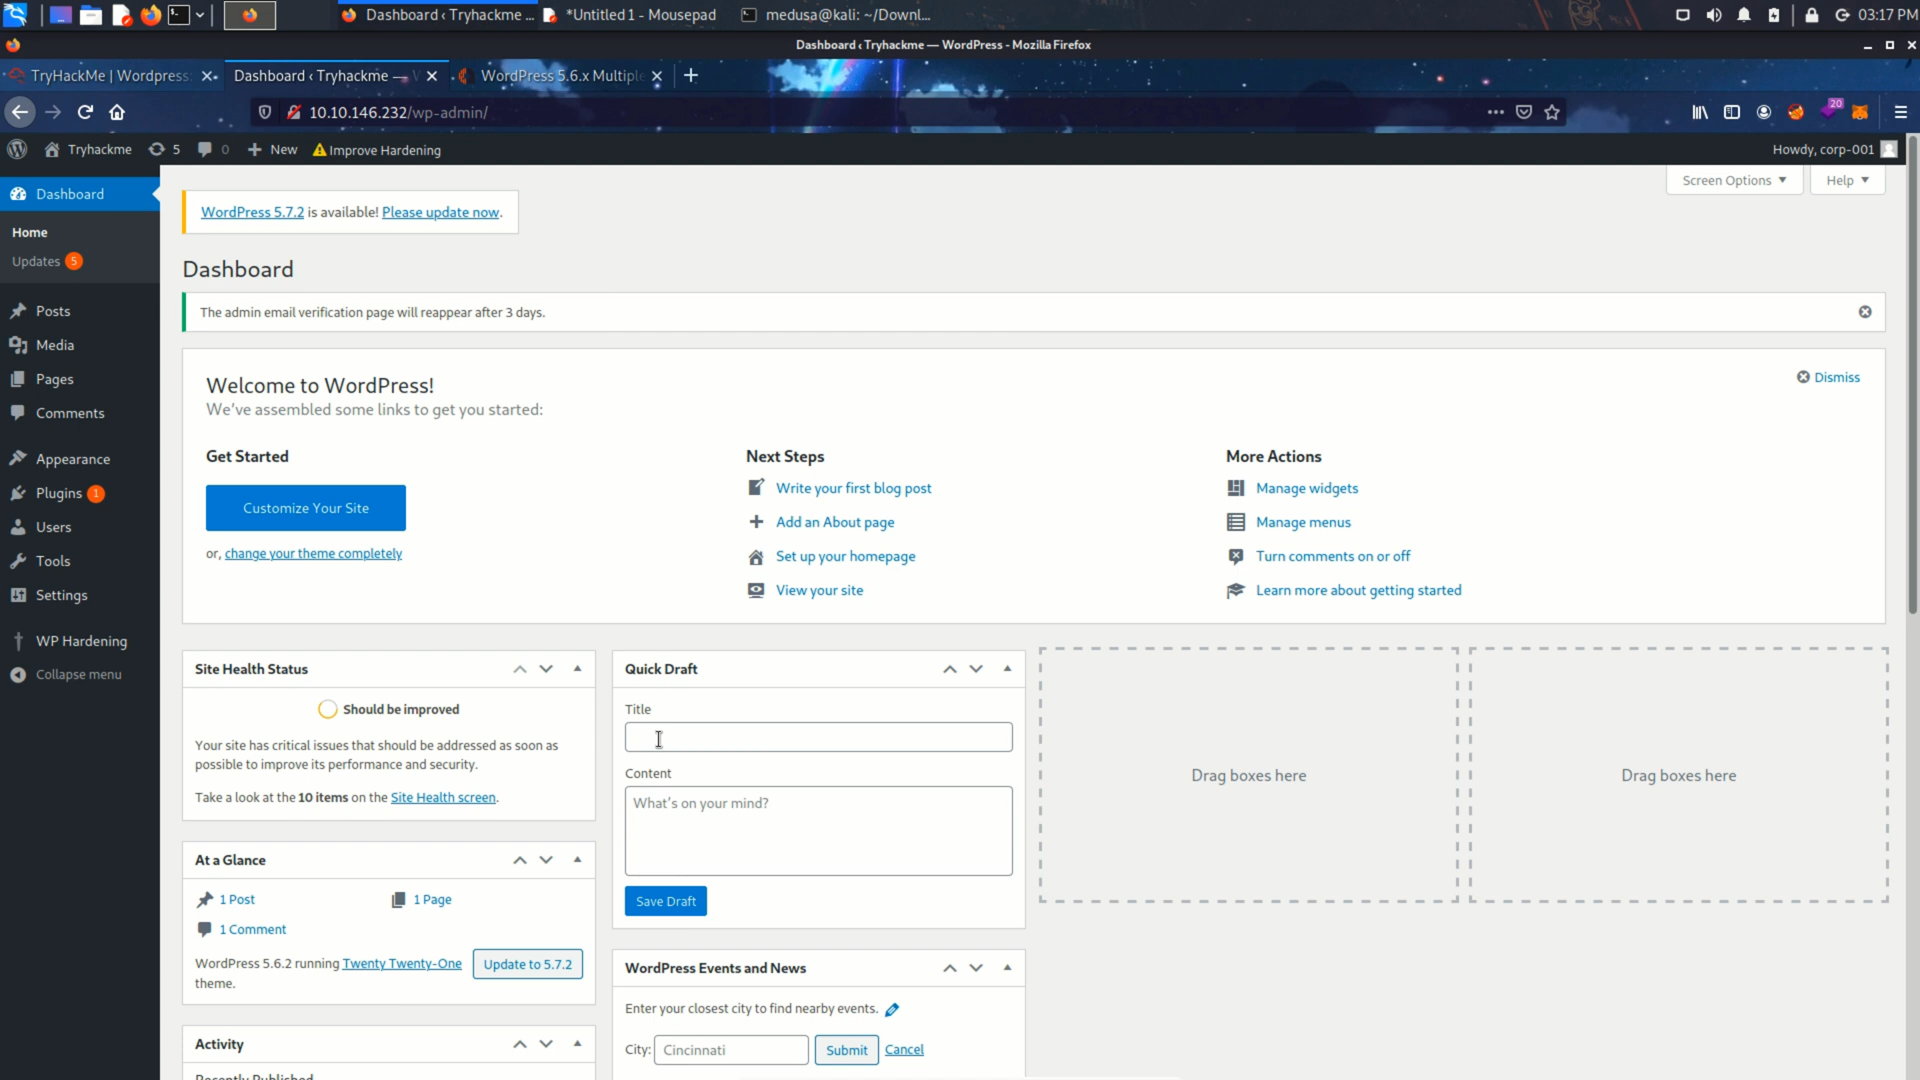 Dashboard ‹ Tryhackme ...
*Untitled 1 - Mousepad
medusa@kali: ~/Downl...
03:17 PM
Dashboard ‹ Tryhackme — WordPress - Mozilla Firefox
TryHackMe | Wordpress:
Dashboard ‹ Tryhackme —
WordPress 5.6.x Multiple
10.10.146.232/wp-admin/
20
Tryhackme
5
0
New
Improve Hardening
Howdy, corp-001
Dashboard
Home
Updates 5
Posts
Media
Pages
Comments
Appearance
Plugins 1
Users
Tools
Settings
WP Hardening
Collapse menu
Screen Options
Help
WordPress 5.7.2 is available! Please update now.
Dashboard
The admin email verification page will reappear after 3 days.
Welcome to WordPress!
We've assembled some links to get you started:
Dismiss
Get Started
Customize Your Site
or, change your theme completely
Next Steps
Write your first blog post
Add an About page
Set up your homepage
View your site
More Actions
Manage widgets
Manage menus
Turn comments on or off
Learn more about getting started
Site Health Status
Should be improved
Your site has critical issues that should be addressed as soon as
possible to improve its performance and security.
Take a look at the 10 items on the Site Health screen.
At a Glance
1 Post
1 Page
1 Comment
WordPress 5.6.2 running Twenty Twenty-One
theme.
Update to 5.7.2
Activity
Recently Published
Quick Draft
Title
Content
What's on your mind?
Save Draft
WordPress Events and News
Enter your closest city to find nearby events.
City:
Cincinnati
Submit
Cancel
Drag boxes here
Drag boxes here